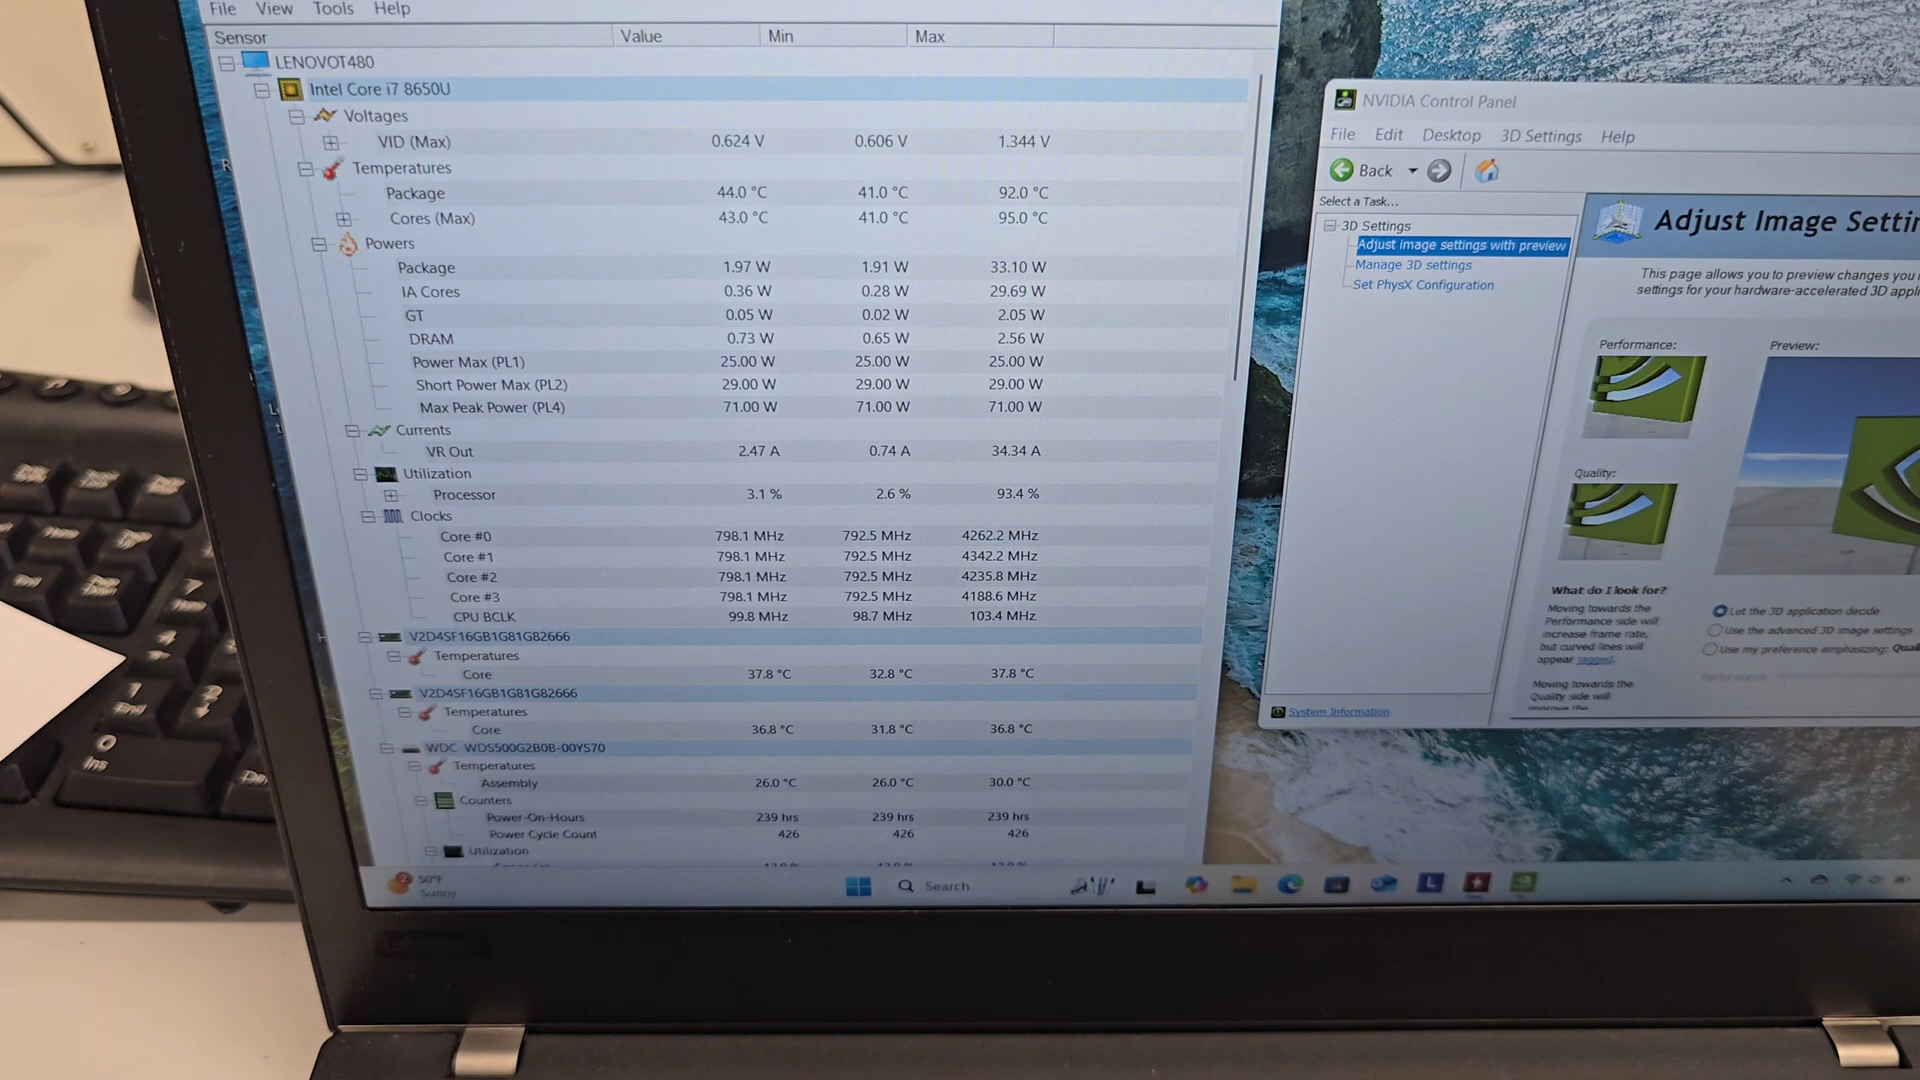 File View Tools Help
Sensor Value Min Max
LENOVOT480
Intel Core i7 8650U
Voltages
VID (Max) 0.624 V 0.606 V 1.344 V
Temperatures
Package 44.0 °C 41.0 °C 92.0 °C
Cores (Max) 43.0 °C 41.0 °C 95.0 °C
Powers
Package 1.97 W 1.91 W 33.10 W
IA Cores 0.36 W 0.28 W 29.69 W
GT 0.05 W 0.02 W 2.05 W
DRAM 0.73 W 0.65 W 2.56 W
Power Max (PL1) 25.00 W 25.00 W 25.00 W
Short Power Max (PL2) 29.00 W 29.00 W 29.00 W
Max Peak Power (PL4) 71.00 W 71.00 W 71.00 W
Currents
VR Out 2.47 A 0.74 A 34.34 A
Utilization
Processor 3.1 % 2.6 % 93.4 %
Clocks
Core #0 798.1 MHz 792.5 MHz 4262.2 MHz
Core #1 798.1 MHz 792.5 MHz 4342.2 MHz
Core #2 798.1 MHz 792.5 MHz 4235.8 MHz
Core #3 798.1 MHz 792.5 MHz 4188.6 MHz
CPU BCLK 99.8 MHz 98.7 MHz 103.4 MHz
V2D4SF16GB1G81G82666
Temperatures
Core 37.8 °C 32.8 °C 37.8 °C
V2D4SF16GB1G81G82666
Temperatures
Core 36.8 °C 31.8 °C 36.8 °C
WDC WDS500G2B0B-00YS70
Temperatures
Assembly 26.0 °C 26.0 °C 30.0 °C
Counters
Power-On-Hours 239 hrs 239 hrs 239 hrs
Power Cycle Count 426 426 426
Utilization
2
50°F
Sunny
Search
NVIDIA Control Panel
File Edit Desktop 3D Settings Help
Back
Select a Task...
3D Settings
Adjust image settings with preview
Manage 3D settings
Set PhysX Configuration
System Information
Adjust Image Settin
This page allows you to preview changes you
settings for your hardware-accelerated 3D appli
Performance:
Preview:
Quality:
What do I look for?
Moving towards the
Performance side will
increase frame rate,
but curved lines will
appear jagged.
Moving towards the
Quality side will
improve the
Let the 3D application decide
Use the advanced 3D image settings
Use my preference emphasizing: Quali
Performance
7
Home
4
1
End
2
0
Ins